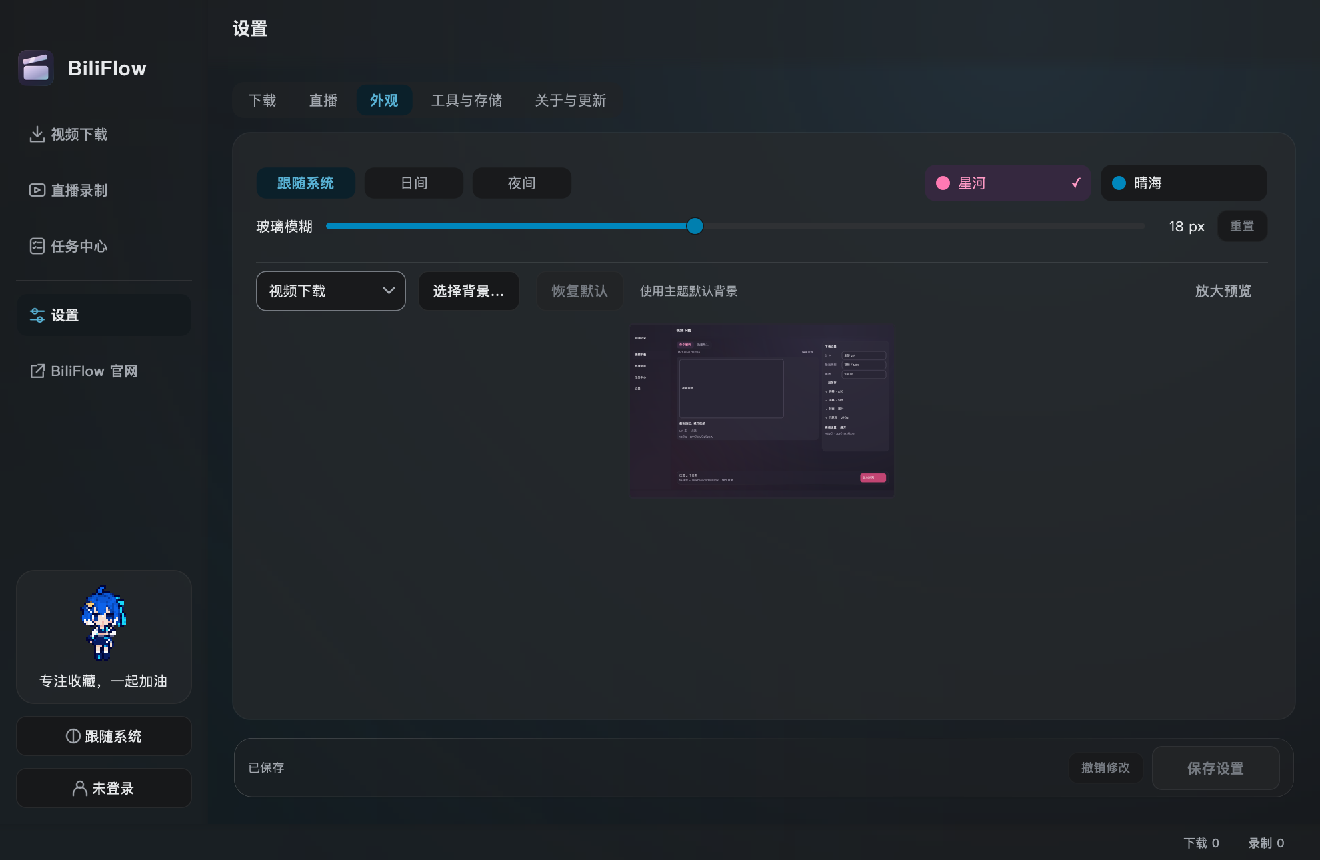 设置
BiliFlow
下载 直播 外观 工具与存储 关于与更新
视频下载
直播录制
任务中心
设置
BiliFlow 官网
跟随系统 日间 夜间 星河 ✓ 晴海
玻璃模糊 18 px 重置
视频下载 选择背景... 恢复默认 使用主题默认背景 放大预览
专注收藏，一起加油
跟随系统
未登录
已保存 撤销修改 保存设置
下载 0 录制 0